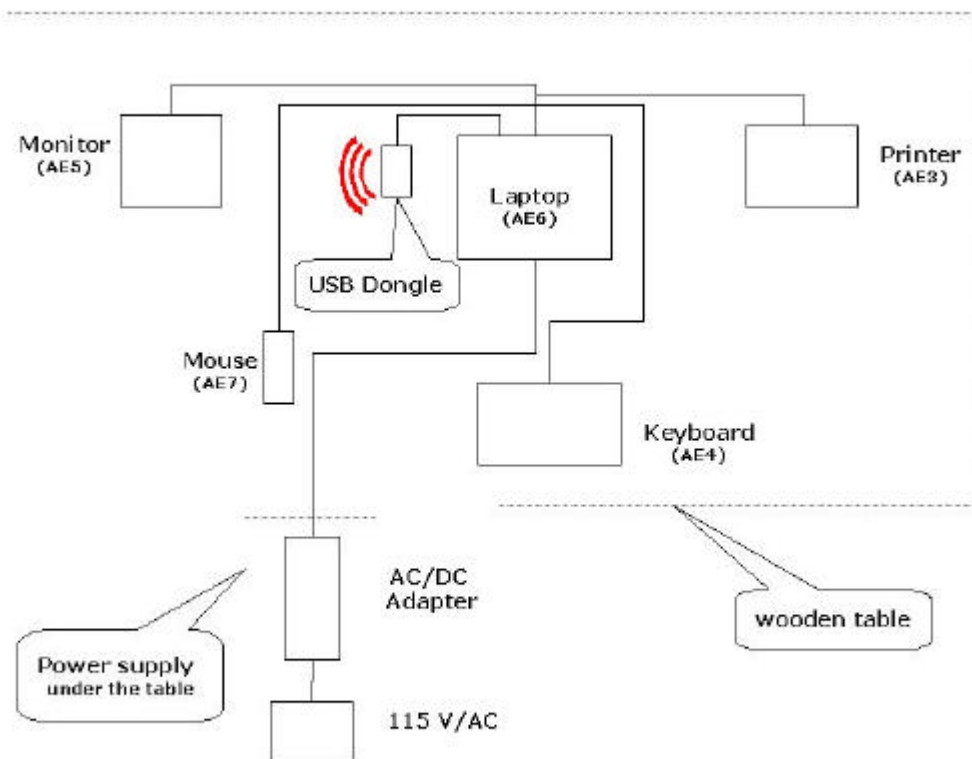 Monitor
(AE5)
Printer
(AE3)
Laptop
(AE6)
USB Dongle
Mouse
(AE7)
Keyboard
(AE4)
AC/DC
Adapter
wooden table
Power supply
under the table
115 V/AC